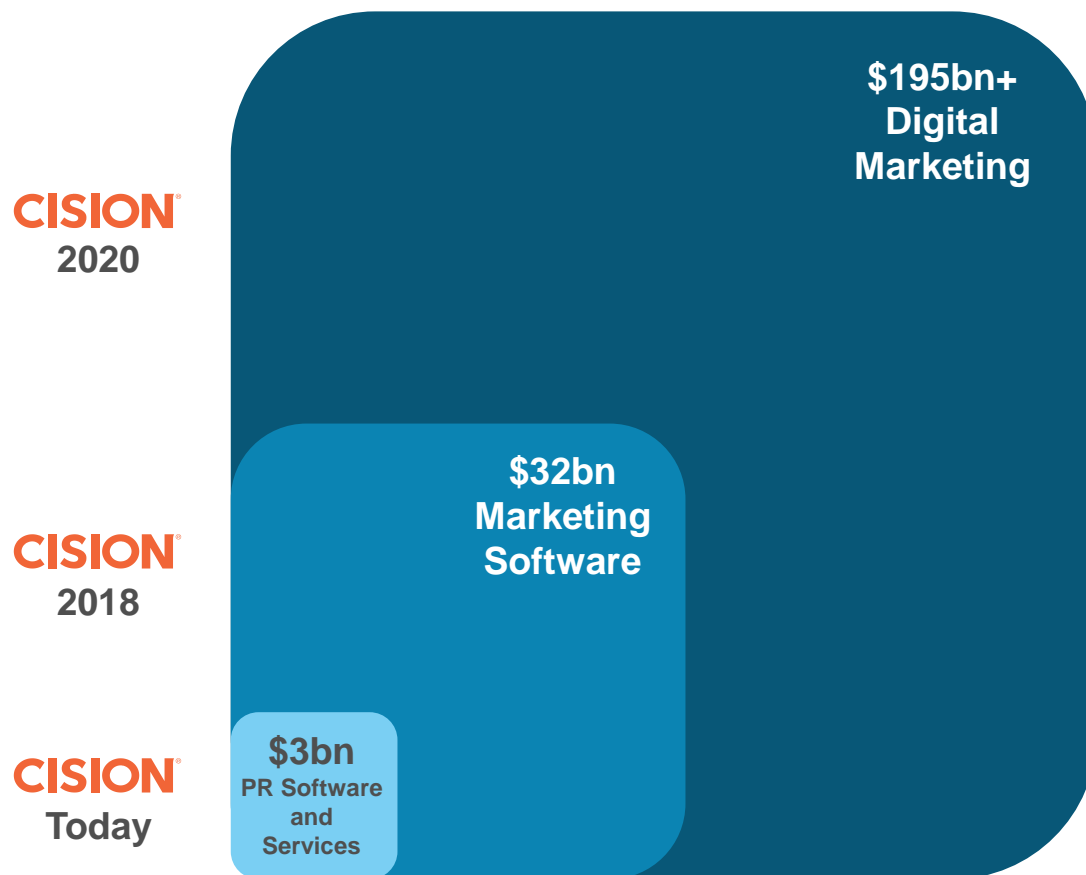 $195bn+
Digital
Marketing
CISION®
2020
$32bn
Marketing
Software
CISION®
2018
$3bn
PR Software
and
Services
CISION®
Today